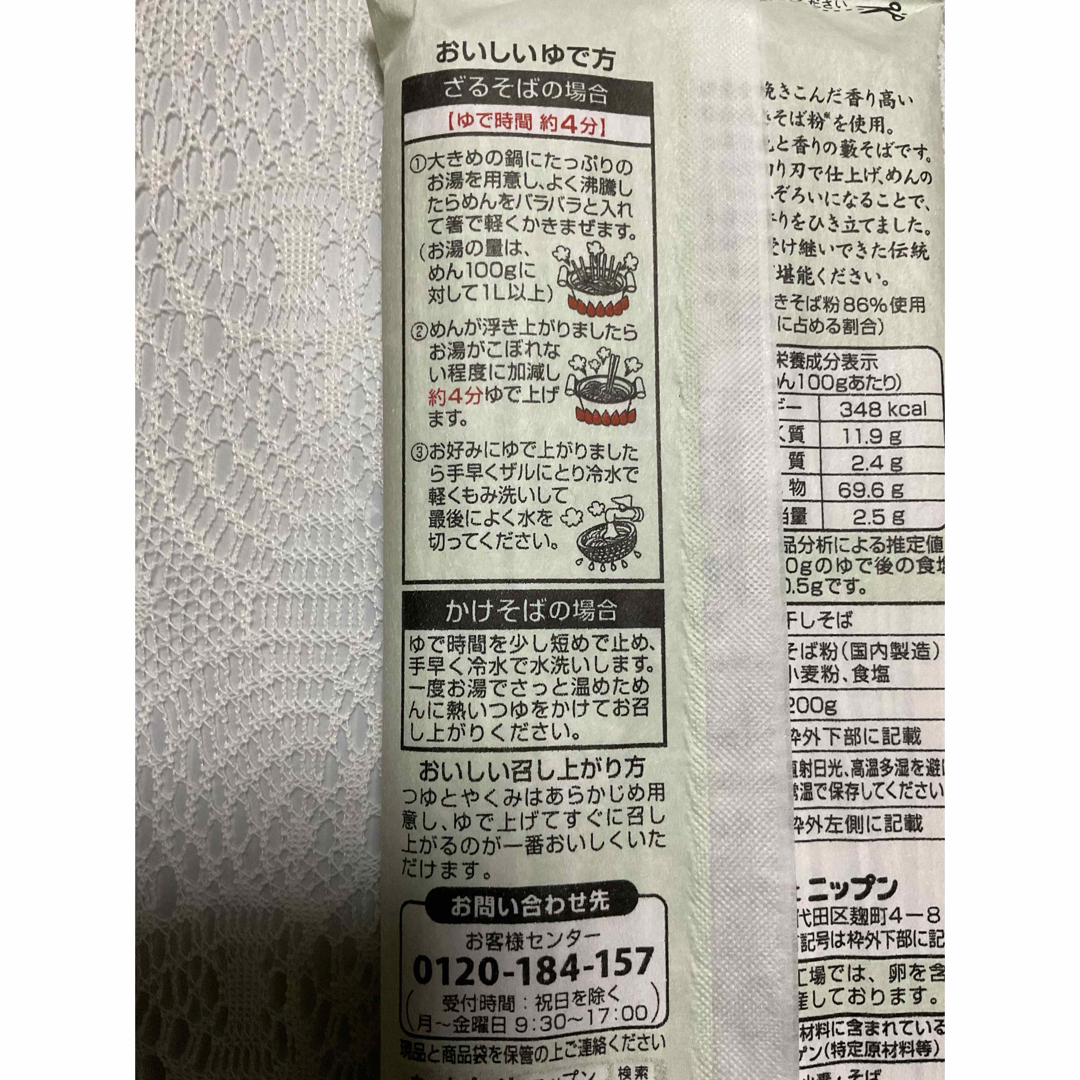 ください
おいしいゆで方
ざるそばの場合
【ゆで時間 約4分】
①大きめの鍋にたっぷりの
お湯を用意し、よく沸騰し
たらめんをバラバラと入れ
て箸で軽くかきまぜます。
(お湯の量は、
めん100gに
対して1L以上)
②めんが浮き上がりましたら
お湯がこぼれな
い程度に加減し
約4分ゆで上げ
ます。
③お好みにゆで上がりました
ら手早くザルにとり冷水で
軽くもみ洗いして
最後によく水を
切ってください。
かけそばの場合
ゆで時間を少し短めで止め、
手早く冷水で水洗いします。
一度お湯でさっと温めためん
んに熱いつゆをかけてお召
し上がりください。
おいしい召し上がり方
つゆとやくみはあらかじめ用
意し、ゆで上げてすぐに召し
上がるのが一番おいしくいた
だけます。
お問い合わせ先
お客様センター
0120-184-157
(受付時間:祝日を除く
月～金曜日 9:30～17:00)
現品と商品袋を保管の上ご連絡ください
検索
挽きこんだ香り高い
そば粉※を使用。
と香りの藪そばです。
切り刃で仕上げ、めんの
ぞろいになることで、
りをひき立てました。
受け継いできた伝統
堪能ください。
きそば粉86%使用
に占める割合)
栄養成分表示
ん100gあたり)
ー 348 kcal
く質 11.9 g
質 2.4 g
物 69.6 g
当量 2.5 g
品分析による推定値
0gのゆで後の食塩
0.5gです。
干しそば
そば粉(国内製造)
小麦粉、食塩
200g
枠外下部に記載
直射日光、高温多湿を避け
常温で保存してください
枠外左側に記載
ニップン
代田区麹町4-8
記号は枠外下部に記
工場では、卵を含
産しております。
材料に含まれている
ゲン(特定原材料等)
小麦・そば